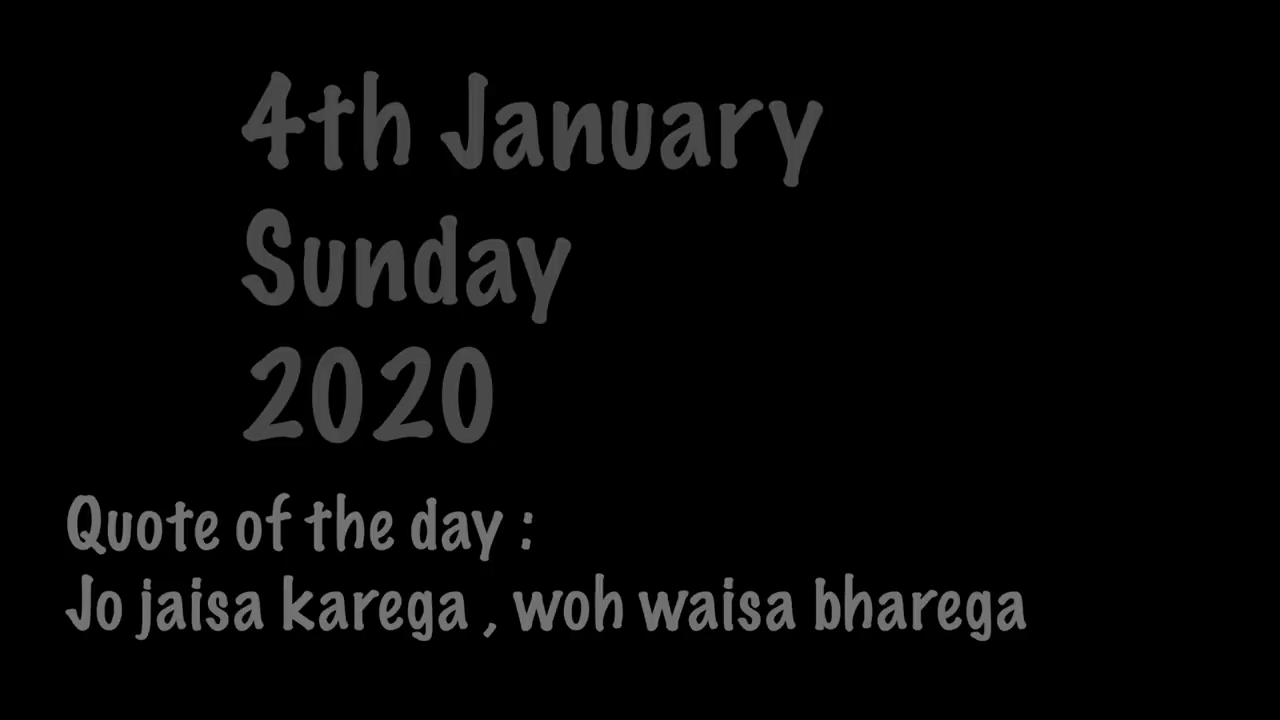 4th January
Sunday
2020
Quote of the day :
Jo jaisa karega , woh waisa bharega